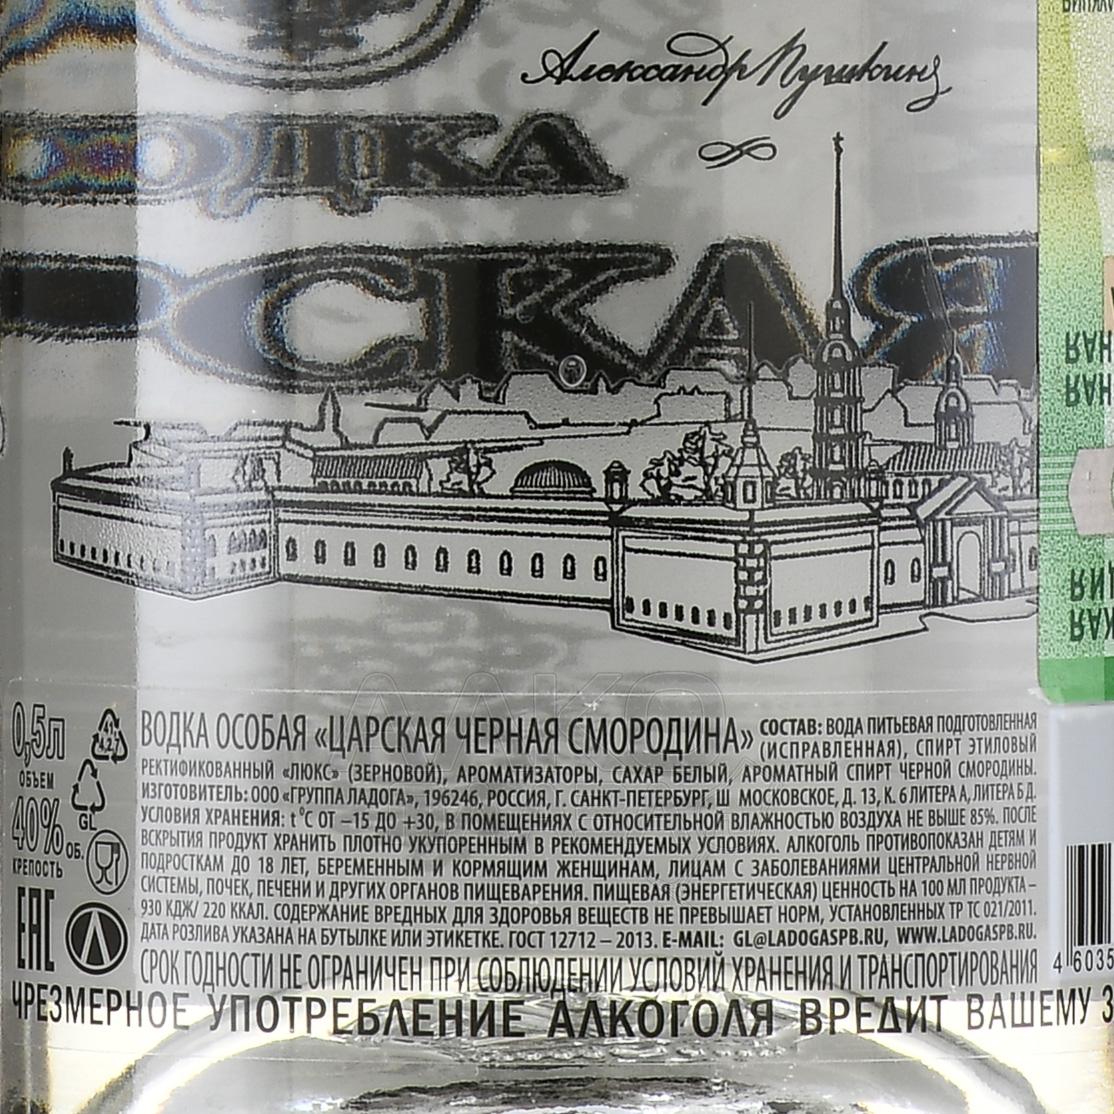 Александр Пушкинъ
ВОДКА
СКАЯ
0,5л
ОБЪЕМ
40%
ОБ.
КРЕПОСТЬ
GL
EAC
ВОДКА ОСОБАЯ «ЦАРСКАЯ ЧЕРНАЯ СМОРОДИНА» СОСТАВ: ВОДА ПИТЬЕВАЯ ПОДГОТОВЛЕННАЯ
(ИСПРАВЛЕННАЯ), СПИРТ ЭТИЛОВЫЙ
РЕКТИФИКОВАННЫЙ «ЛЮКС» (ЗЕРНОВОЙ), АРОМАТИЗАТОРЫ, САХАР БЕЛЫЙ, АРОМАТНЫЙ СПИРТ ЧЕРНОЙ СМОРОДИНЫ.
ИЗГОТОВИТЕЛЬ: ООО «ГРУППА ЛАДОГА», 196246, РОССИЯ, Г. САНКТ-ПЕТЕРБУРГ, Ш МОСКОВСКОЕ, Д. 13, К. 6 ЛИТЕРА А, ЛИТЕРА Б Д.
УСЛОВИЯ ХРАНЕНИЯ: t °C ОТ –15 ДО +30, В ПОМЕЩЕНИЯХ С ОТНОСИТЕЛЬНОЙ ВЛАЖНОСТЬЮ ВОЗДУХА НЕ ВЫШЕ 85%. ПОСЛЕ
ВСКРЫТИЯ ПРОДУКТ ХРАНИТЬ ПЛОТНО УКУПОРЕННЫМ В РЕКОМЕНДУЕМЫХ УСЛОВИЯХ. АЛКОГОЛЬ ПРОТИВОПОКАЗАН ДЕТЯМ И
ПОДРОСТКАМ ДО 18 ЛЕТ, БЕРЕМЕННЫМ И КОРМЯЩИМ ЖЕНЩИНАМ, ЛИЦАМ С ЗАБОЛЕВАНИЯМИ ЦЕНТРАЛЬНОЙ НЕРВНОЙ
СИСТЕМЫ, ПОЧЕК, ПЕЧЕНИ И ДРУГИХ ОРГАНОВ ПИЩЕВАРЕНИЯ. ПИЩЕВАЯ (ЭНЕРГЕТИЧЕСКАЯ) ЦЕННОСТЬ НА 100 МЛ ПРОДУКТА –
930 КДЖ/ 220 ККАЛ. СОДЕРЖАНИЕ ВРЕДНЫХ ДЛЯ ЗДОРОВЬЯ ВЕЩЕСТВ НЕ ПРЕВЫШАЕТ НОРМ, УСТАНОВЛЕННЫХ ТР ТС 021/2011.
ДАТА РОЗЛИВА УКАЗАНА НА БУТЫЛКЕ ИЛИ ЭТИКЕТКЕ. ГОСТ 12712 – 2013. E-MAIL: GL@LADOGASPB.RU, WWW.LADOGASPB.RU.
СРОК ГОДНОСТИ НЕ ОГРАНИЧЕН ПРИ СОБЛЮДЕНИИ УСЛОВИЙ ХРАНЕНИЯ И ТРАНСПОРТИРОВАНИЯ
4 6035
ЧРЕЗМЕРНОЕ УПОТРЕБЛЕНИЕ АЛКОГОЛЯ ВРЕДИТ ВАШЕМУ З